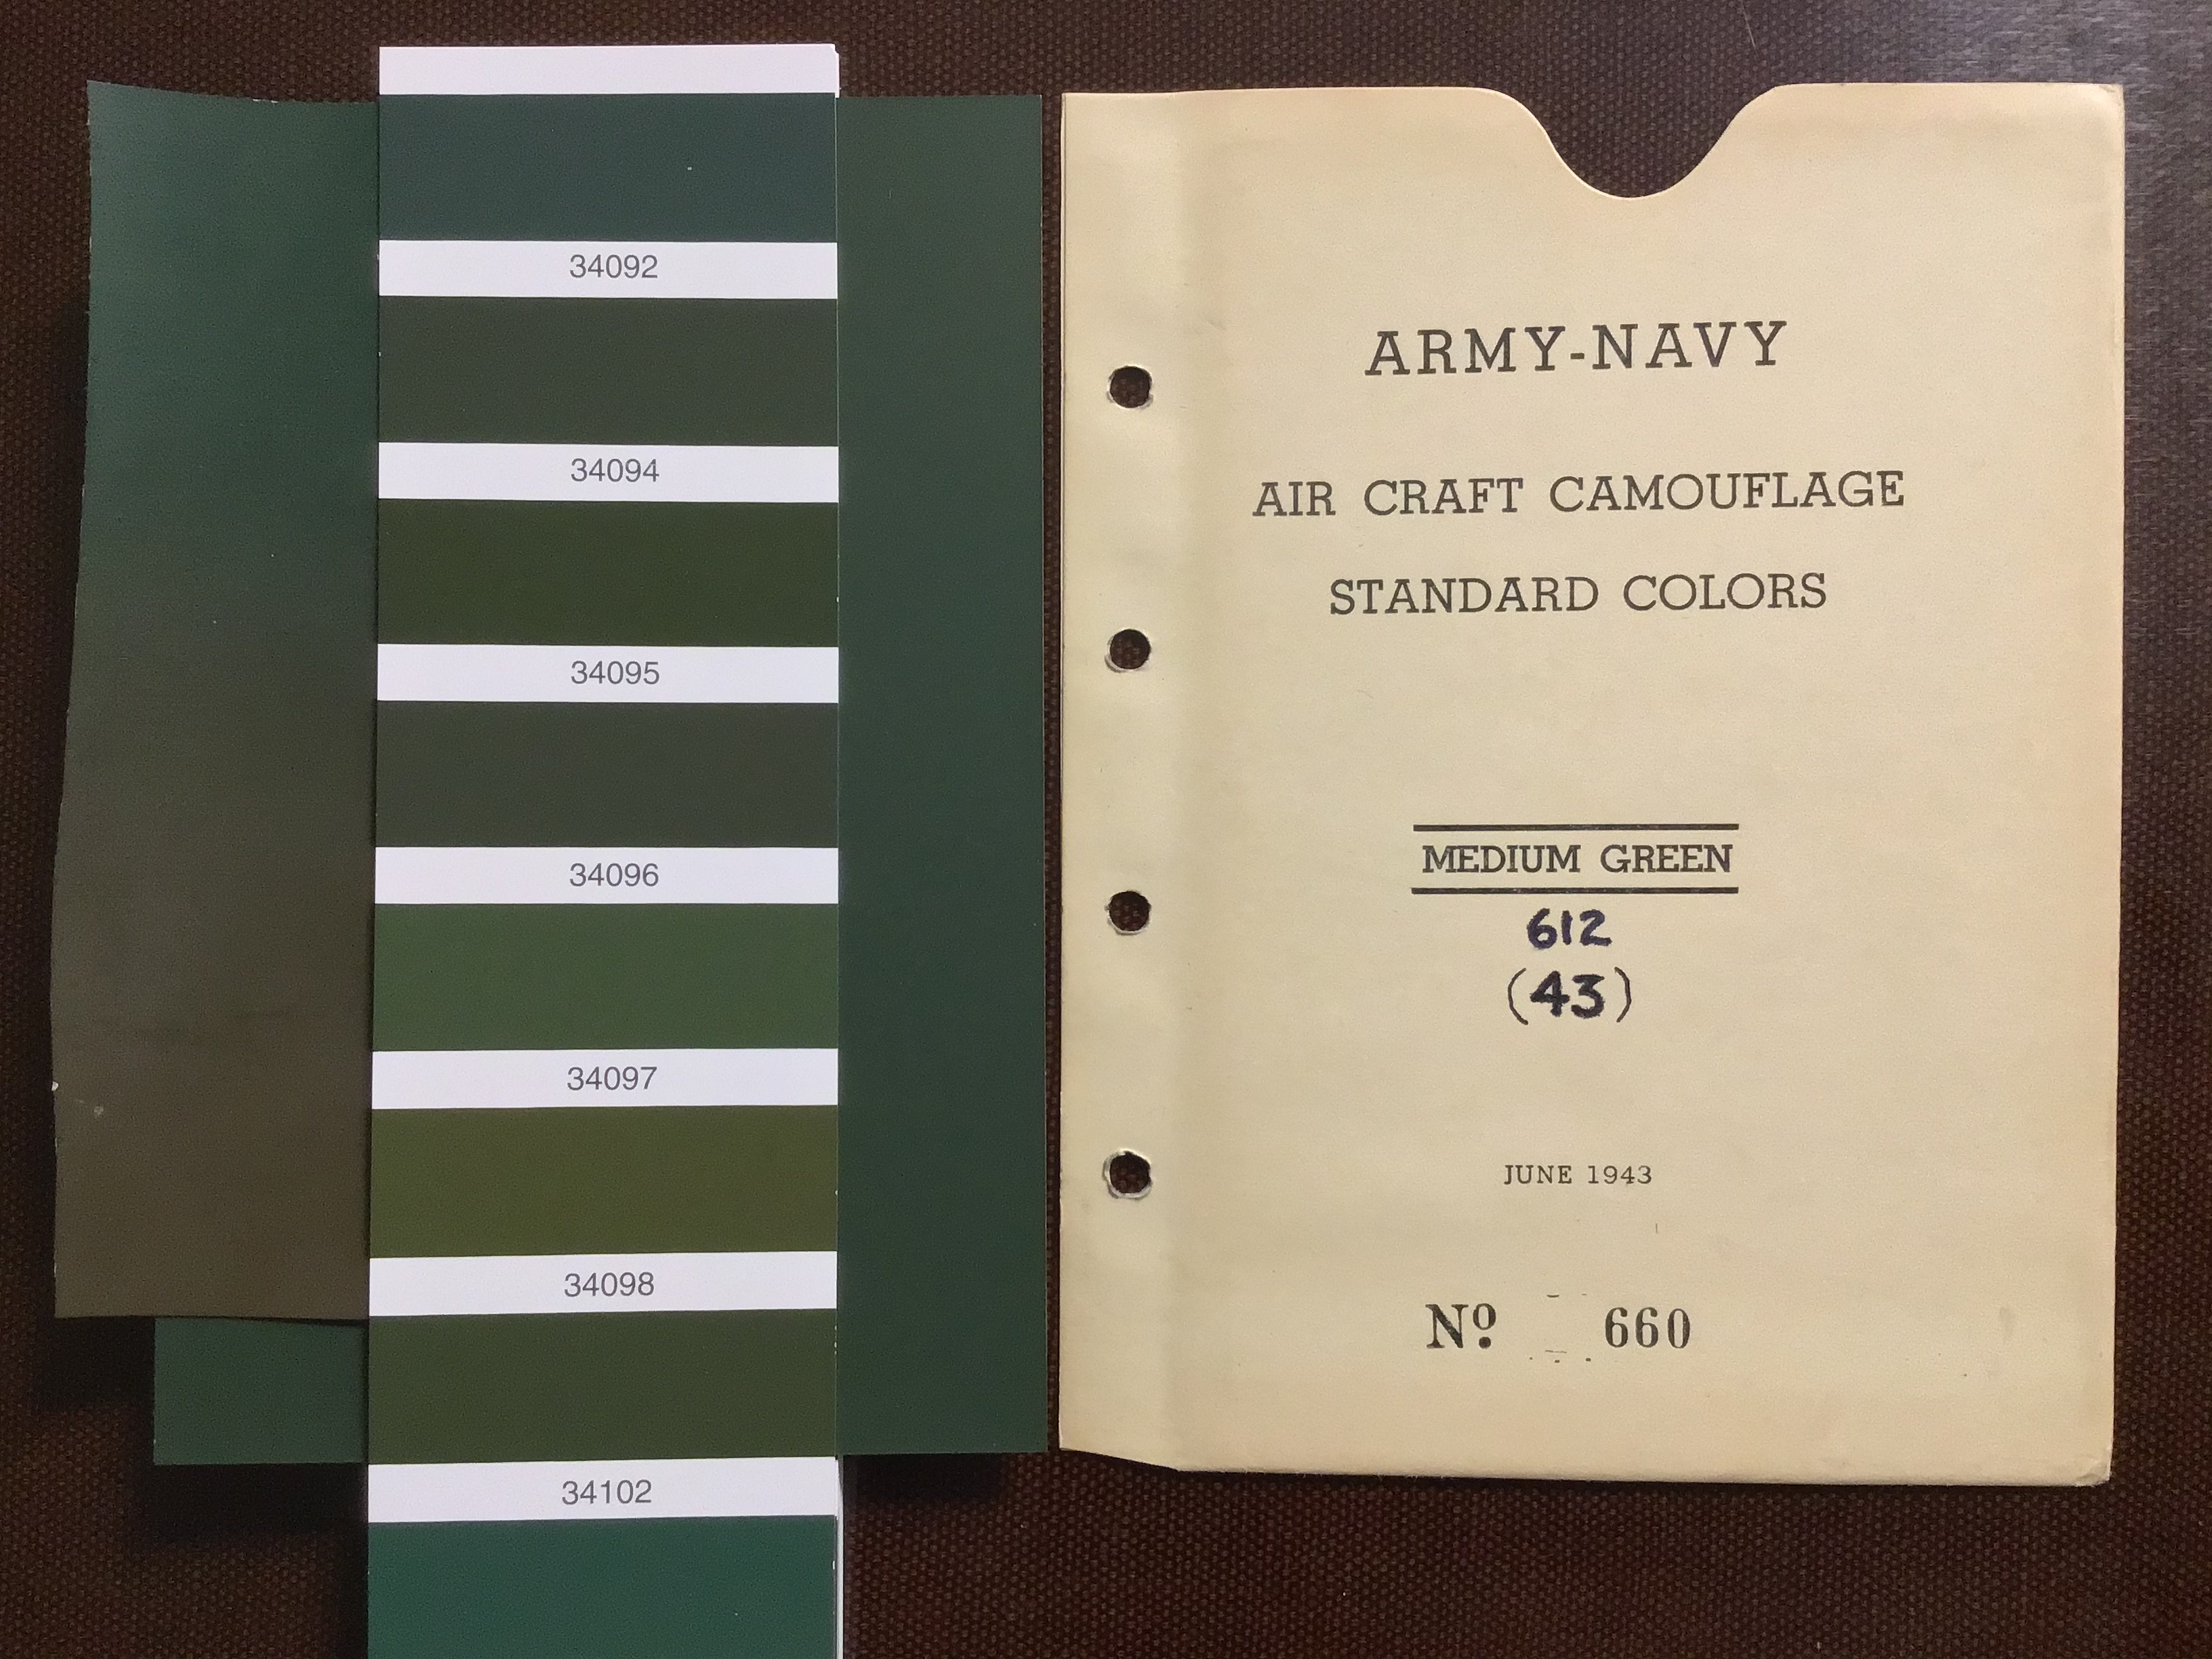 34092
34094
34095
34096
34097
34098
34102
ARMY-NAVY
AIR CRAFT CAMOUFLAGE
STANDARD COLORS
MEDIUM GREEN
612
(43)
JUNE 1943
Nº 660